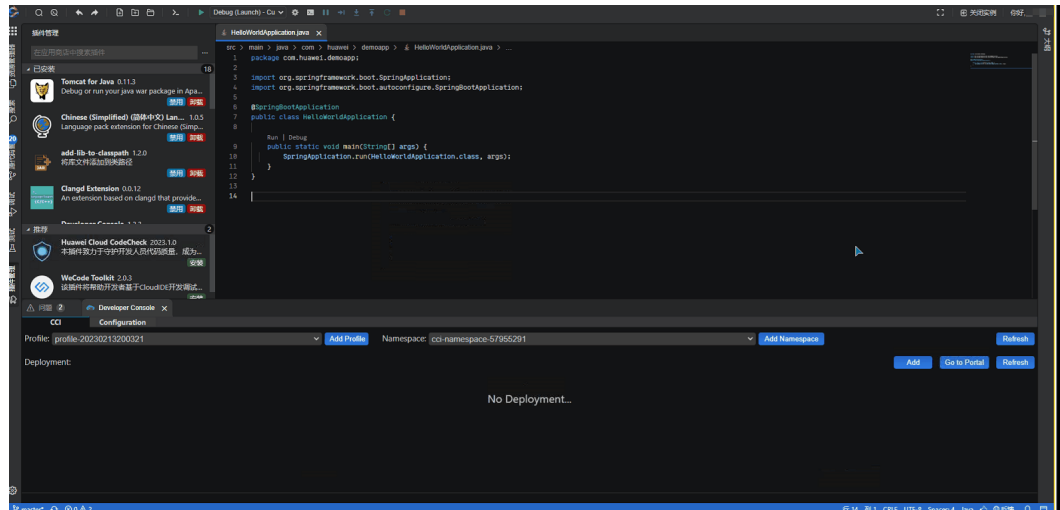 Debug (Launch) - Cu
关闭实例
你好,
插件管理
HelloWorldApplication.java
大纲
在应用商店中搜索插件
src > main > java > com > huawei > demoapp > HelloWorldApplication.java > ...
已安装 18
Tomcat for Java 0.11.3
Debug or run your java war package in Apa...
禁用 卸载
Chinese (Simplified) (简体中文) Lan... 1.0.5
Language pack extension for Chinese (Simp...
禁用 卸载
add-lib-to-classpath 1.2.0
将库文件添加到类路径
禁用 卸载
Clangd Extension 0.0.12
An extension based on clangd that provide...
禁用 卸载
推荐 2
Huawei Cloud CodeCheck 2023.1.0
本插件致力于守护开发人员代码质量，成为...
安装
WeCode Toolkit 2.0.3
该插件将帮助开发者基于CloudIDE开发调试...
1 package com.huawei.demoapp;
2
3 import org.springframework.boot.SpringApplication;
4 import org.springframework.boot.autoconfigure.SpringBootApplication;
5
6 @SpringBootApplication
7 public class HelloWorldApplication {
8
Run | Debug
9 public static void main(String[] args) {
10 SpringApplication.run(HelloWorldApplication.class, args);
11 }
12 }
13
14
问题 2
Developer Console
CCI
Configuration
Profile: profile-20230213200321 Add Profile Namespace: cci-namespace-57955291 Add Namespace Refresh
Deployment: Add Go to Portal Refresh
No Deployment...